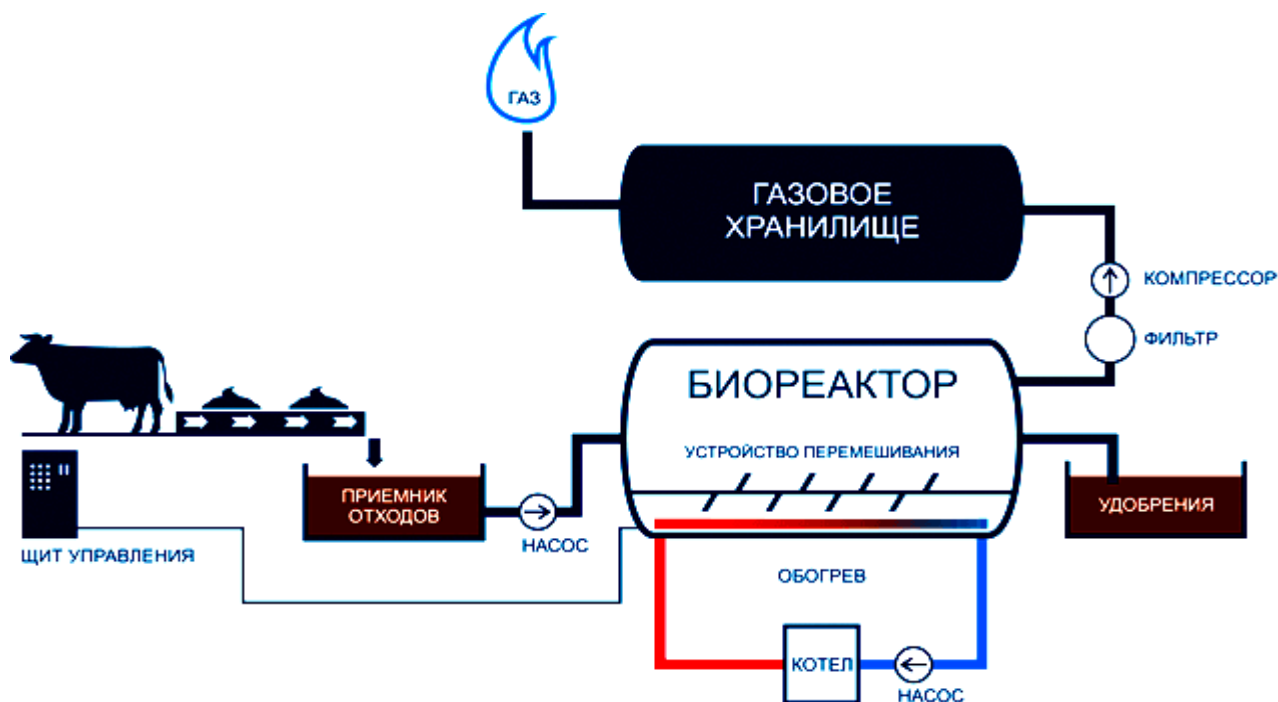 ГАЗ
ГАЗОВОЕ
ХРАНИЛИЩЕ
КОМПРЕССОР
ФИЛЬТР
БИОРЕАКТОР
УСТРОЙСТВО ПЕРЕМЕШИВАНИЯ
ПРИЕМНИК
ОТХОДОВ
УДОБРЕНИЯ
НАСОС
ЩИТ УПРАВЛЕНИЯ
ОБОГРЕВ
КОТЕЛ
НАСОС